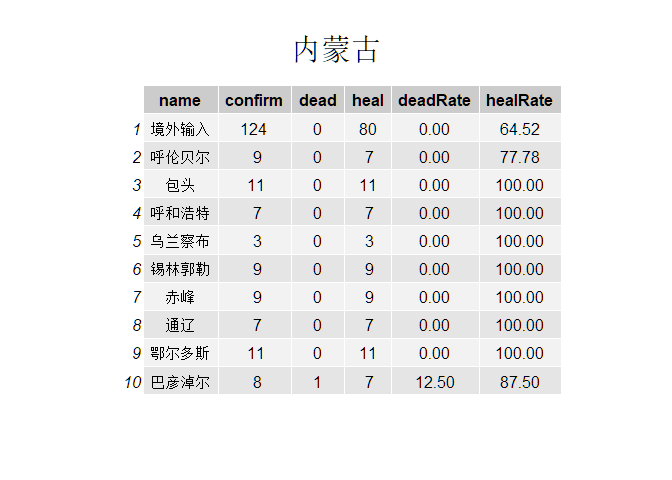 内蒙古
name confirm dead heal deadRate healRate
1 境外输入 124 0 80 0.00 64.52
2 呼伦贝尔 9 0 7 0.00 77.78
3 包头 11 0 11 0.00 100.00
4 呼和浩特 7 0 7 0.00 100.00
5 乌兰察布 3 0 3 0.00 100.00
6 锡林郭勒 9 0 9 0.00 100.00
7 赤峰 9 0 9 0.00 100.00
8 通辽 7 0 7 0.00 100.00
9 鄂尔多斯 11 0 11 0.00 100.00
10 巴彦淖尔 8 1 7 12.50 87.50